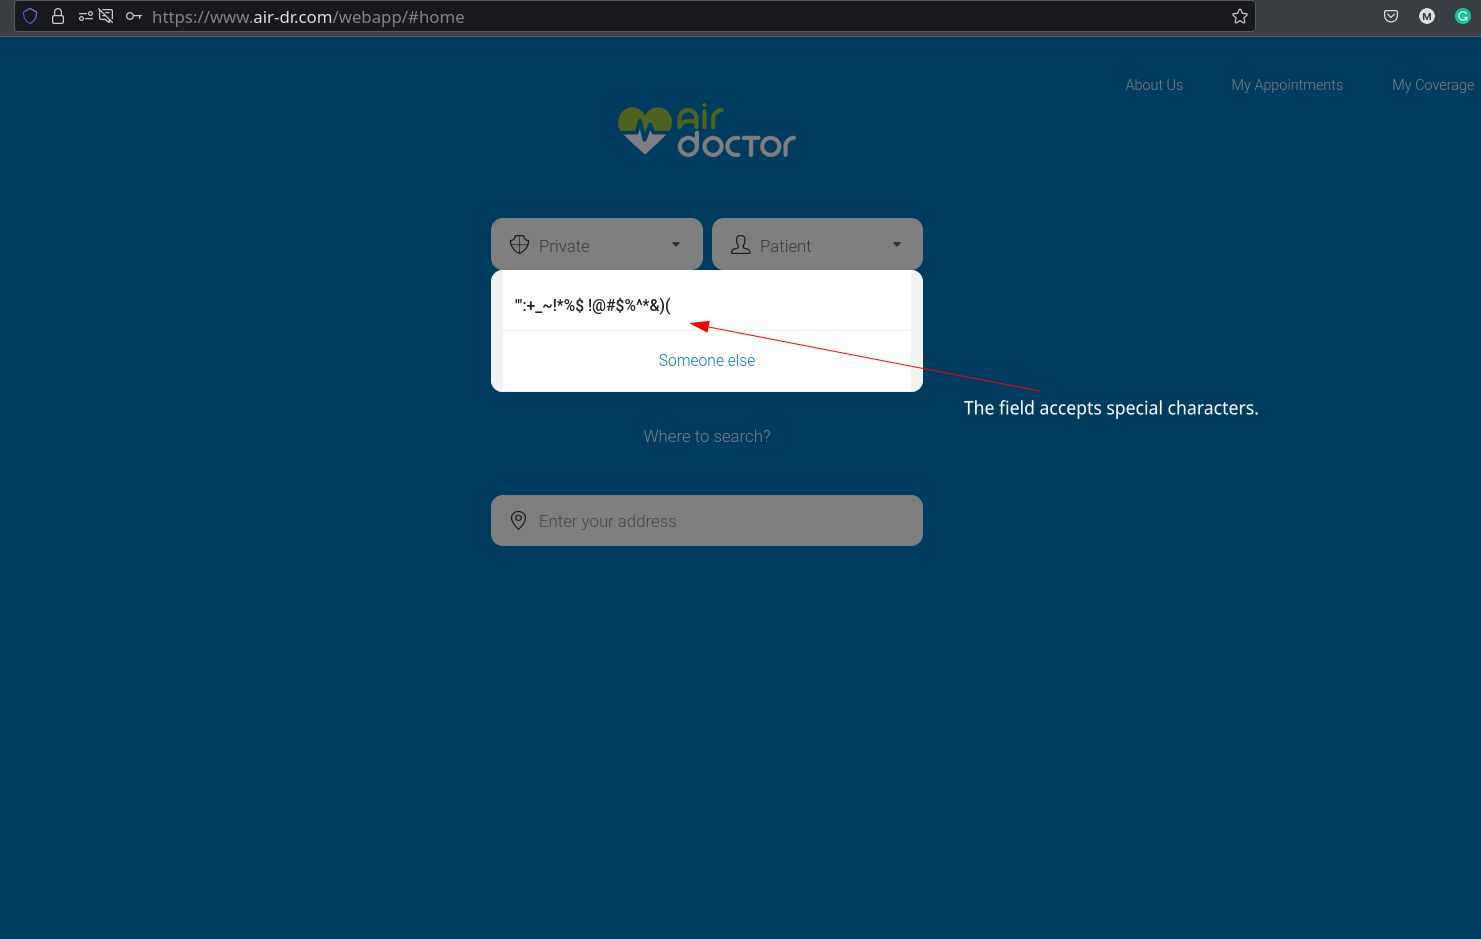 https://www.air-dr.com/webapp/#home
M
About Us My Appointments My Coverage
air
doctor
Private Patient
"':+_~!*%$ !@#$%^*&)(
Someone else
The field accepts special characters.
Where to search?
Enter your address